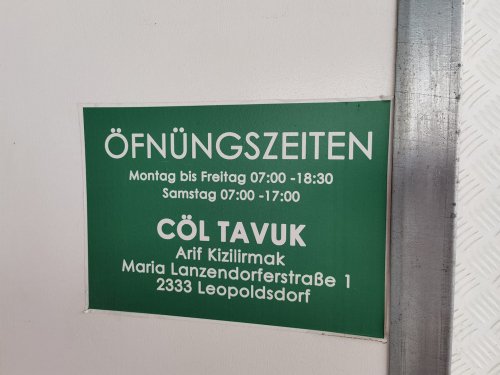 ÖFNÜNGSZEITEN
Montag bis Freitag 07:00 -18:30
Samstag 07:00 -17:00
CÖL TAVUK
Arif Kizilirmak
Maria Lanzendorferstraße 1
2333 Leopoldsdorf